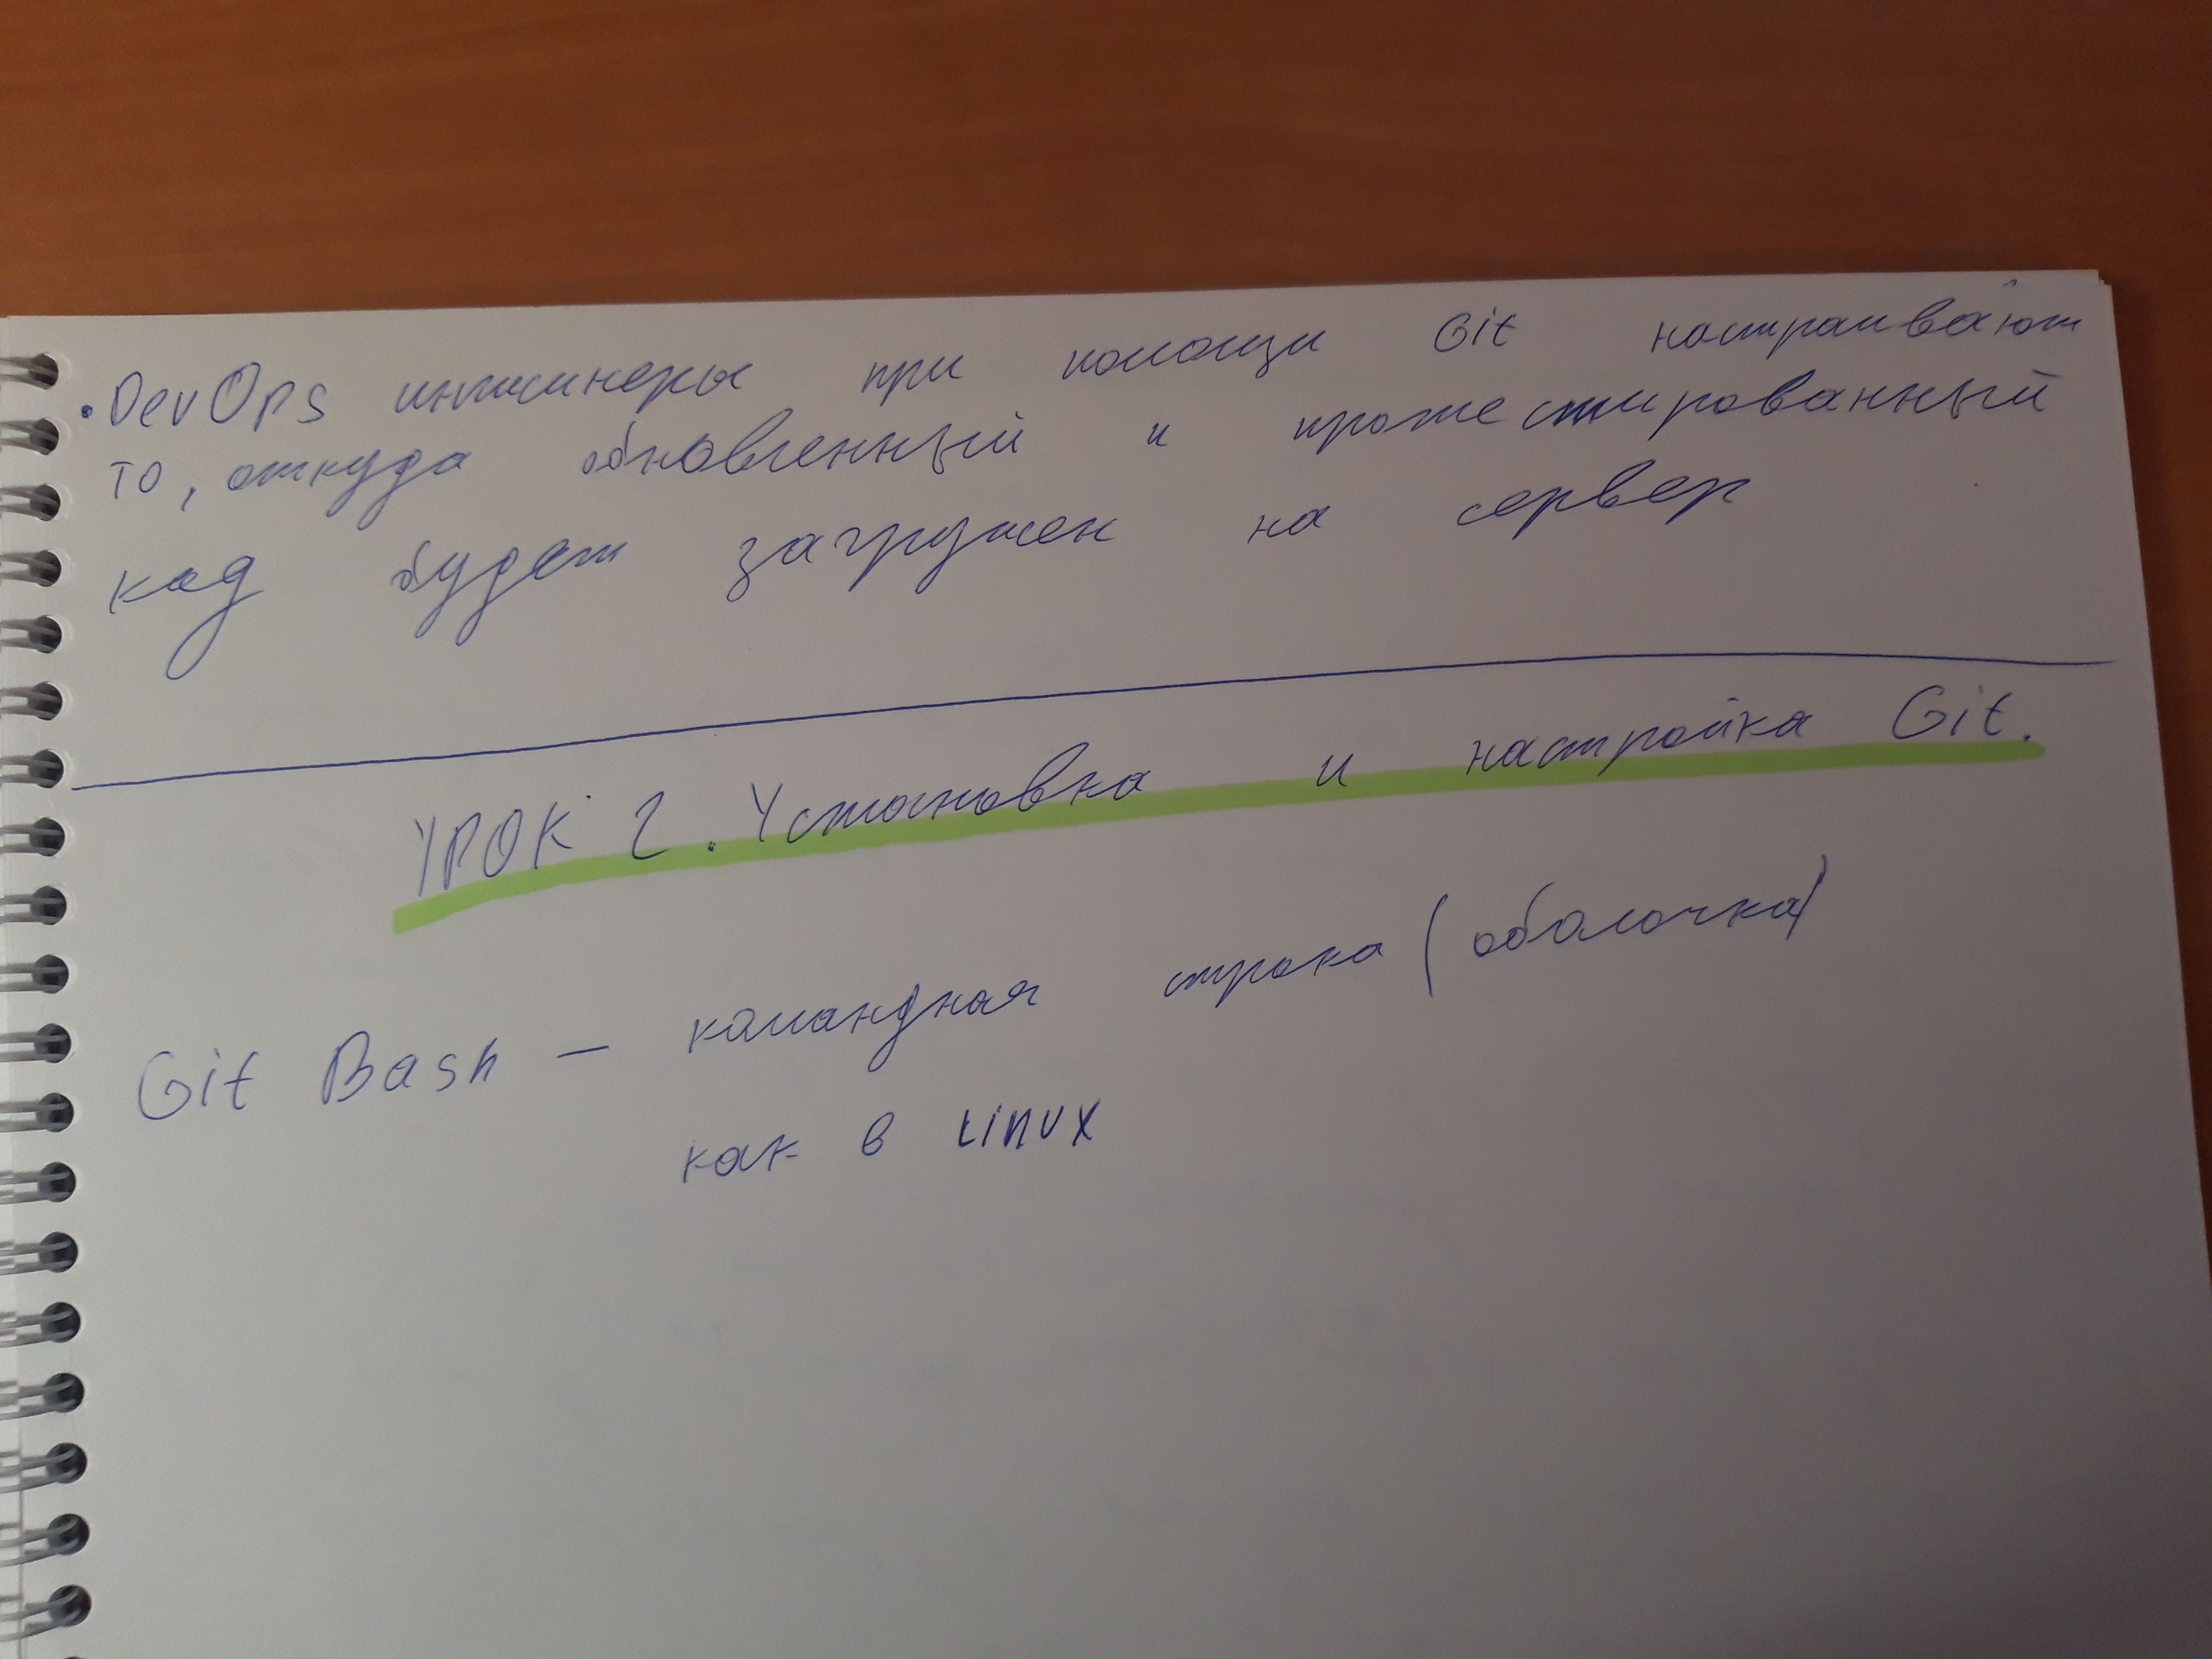 • DevOps инженеры при помощи Git настраивают
то, откуда обновленный и протестированный
код будет загружен на сервер
УРОК 2. Установка и настройка Git.
Git Bash — командная строка (оболочка)
как в Linux